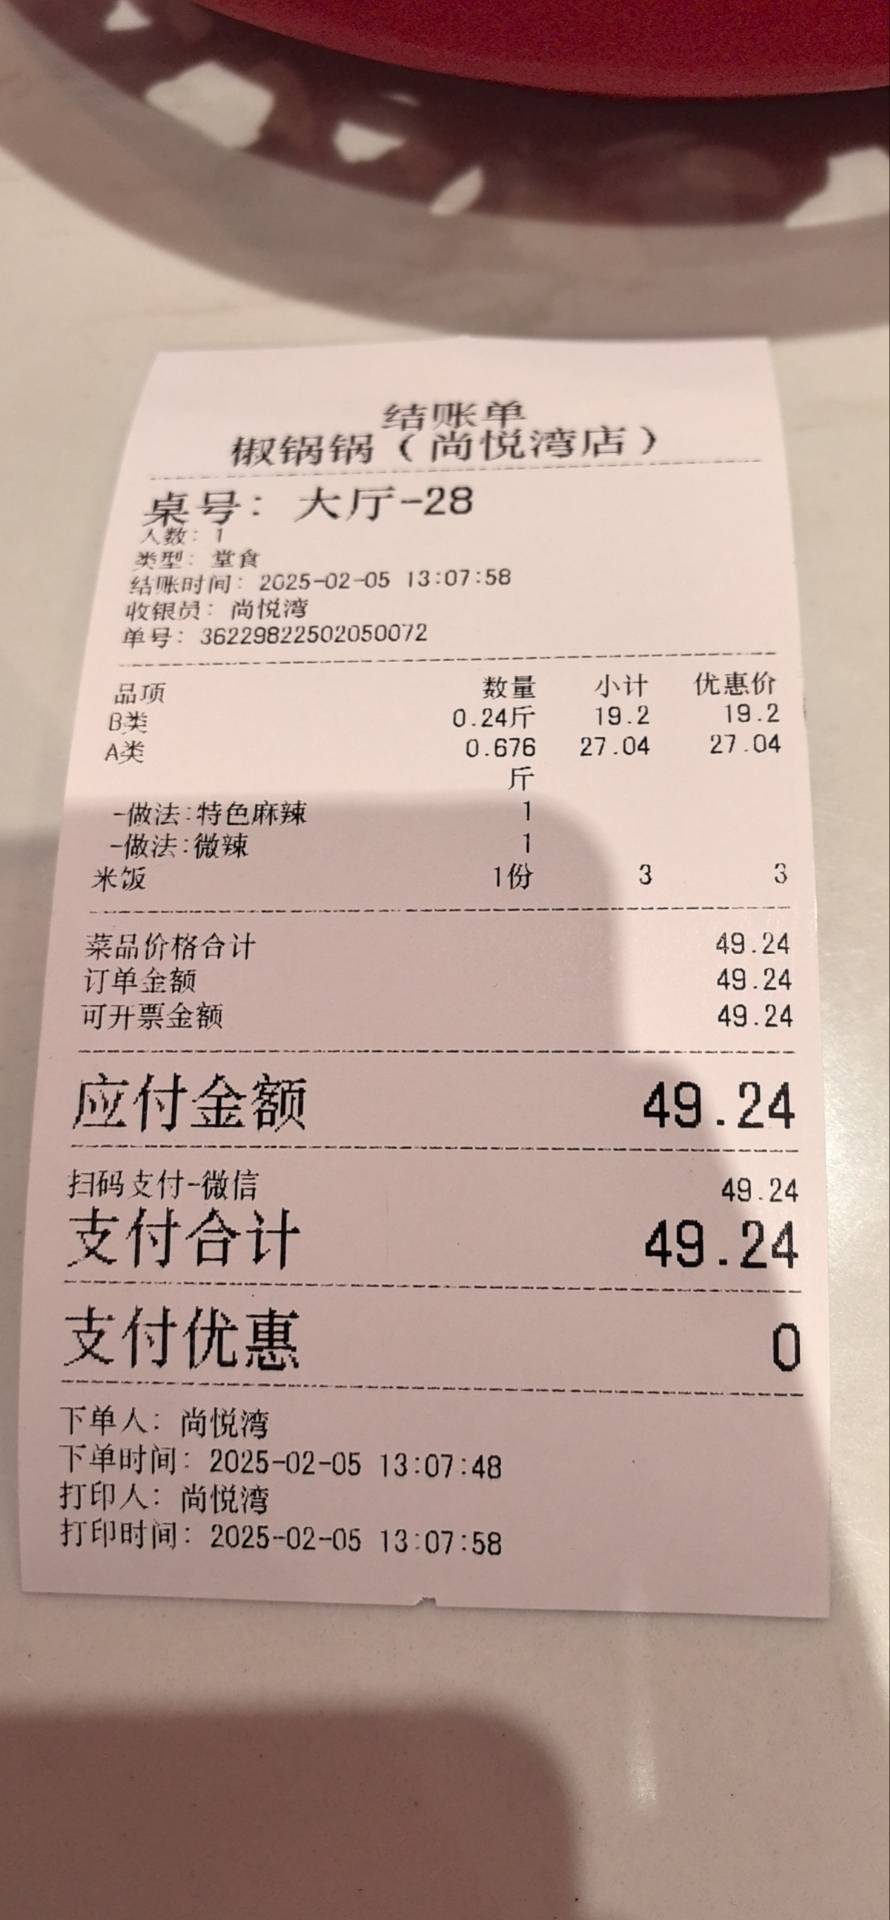 结账单
椒锅锅（尚悦湾店）
桌号：大厅-28
人数：1
类型：堂食
结账时间：2025-02-05 13:07:58
收银员：尚悦湾
单号：36229822502050072
品项 数量 小计 优惠价
B类 0.24斤 19.2 19.2
A类 0.676 27.04 27.04
斤
-做法:特色麻辣 1
-做法:微辣 1
米饭 1份 3 3
菜品价格合计 49.24
订单金额 49.24
可开票金额 49.24
应付金额 49.24
扫码支付-微信 49.24
支付合计 49.24
支付优惠 0
下单人：尚悦湾
下单时间：2025-02-05 13:07:48
打印人：尚悦湾
打印时间：2025-02-05 13:07:58